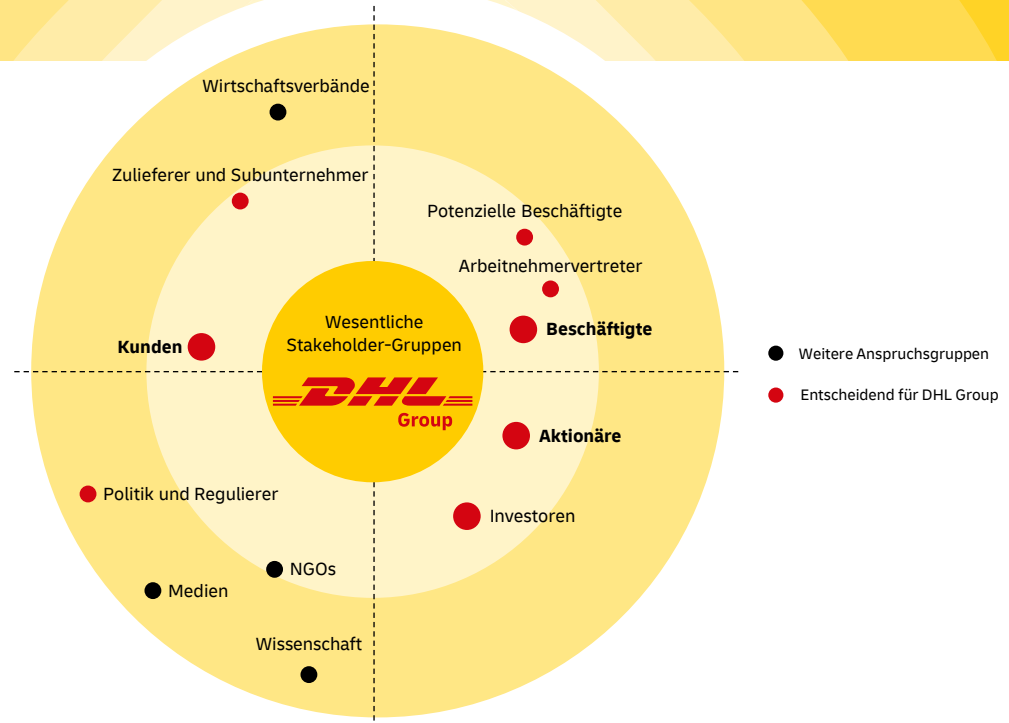 Wirtschaftsverbände
Zulieferer und Subunternehmer
Potenzielle Beschäftigte
Arbeitnehmervertreter
Beschäftigte
Wesentliche
Stakeholder-Gruppen
DHL
Group
Kunden
Aktionäre
Politik und Regulierer
Investoren
NGOs
Medien
Wissenschaft
Weitere Anspruchsgruppen
Entscheidend für DHL Group